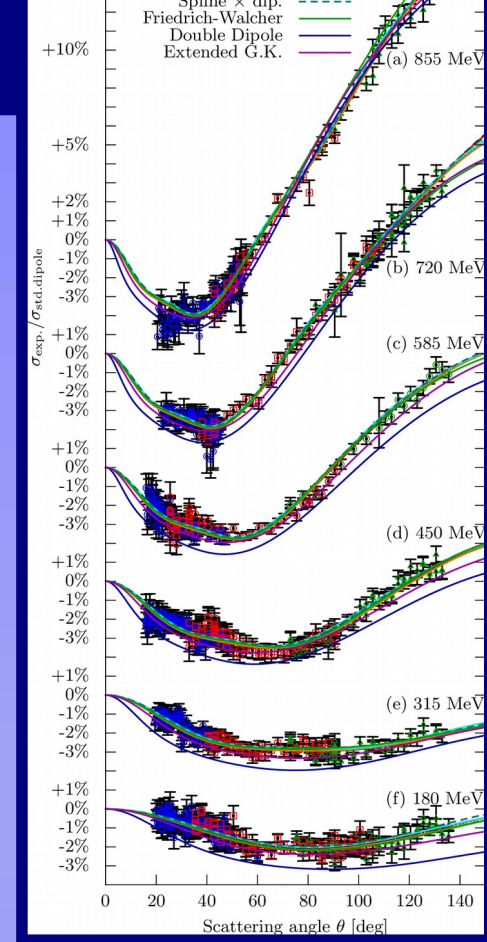 Spline × dip.
Friedrich-Walcher
Double Dipole
Extended G.K.
+10%
(a) 855 MeV
+5%
+2%
+1%
0%
-1%
-2%
-3%
(b) 720 MeV
+1%
0%
-1%
-2%
-3%
(c) 585 MeV
+1%
0%
-1%
-2%
-3%
(d) 450 MeV
+1%
0%
-1%
-2%
-3%
+1%
0%
-1%
-2%
-3%
(e) 315 MeV
+1%
0%
-1%
-2%
-3%
(f) 180 MeV
σexp./σstd.dipole
0 20 40 60 80 100 120 140
Scattering angle θ [deg]